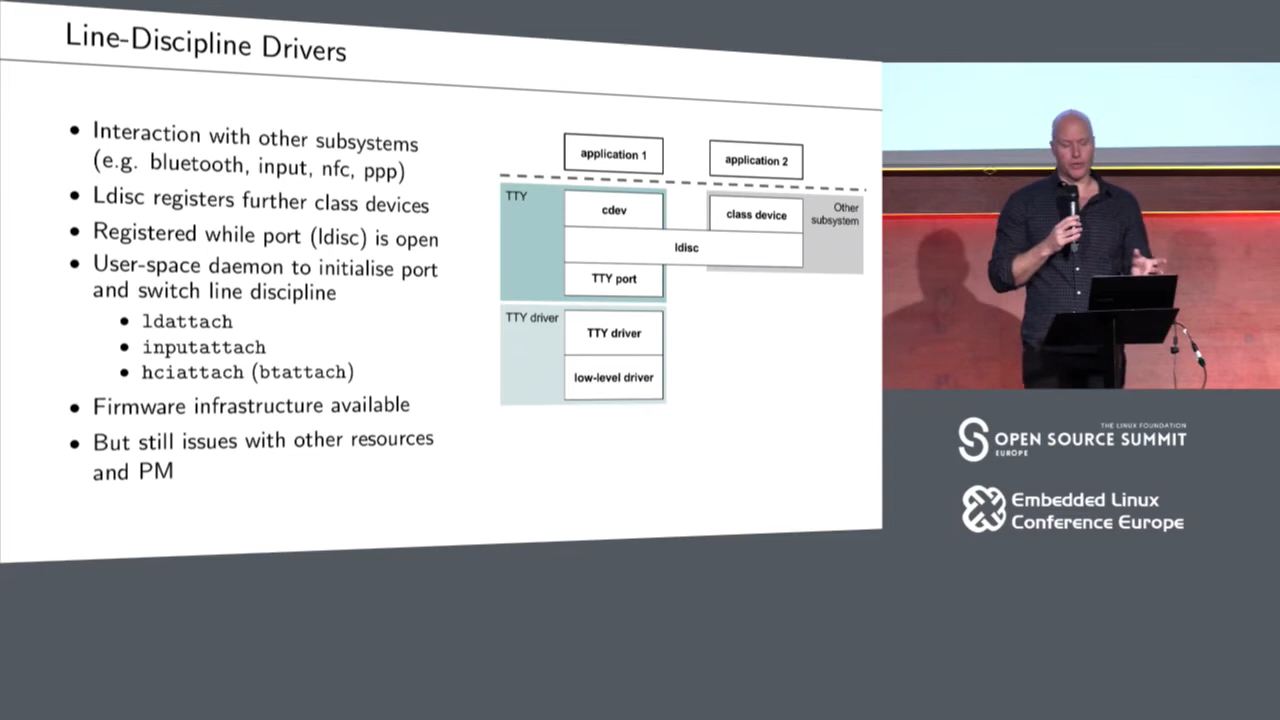 Line-Discipline Drivers
• Interaction with other subsystems
(e.g. bluetooth, input, nfc, ppp)
• Ldisc registers further class devices
• Registered while port (ldisc) is open
• User-space daemon to initialise port
and switch line discipline
• ldattach
• inputattach
• hciattach (btattach)
• Firmware infrastructure available
• But still issues with other resources
and PM
application 1
application 2
TTY
cdev
class device
Other
subsystem
ldisc
TTY port
TTY driver
TTY driver
low-level driver
THE LINUX FOUNDATION
OPEN SOURCE SUMMIT
EUROPE
Embedded Linux
Conference Europe